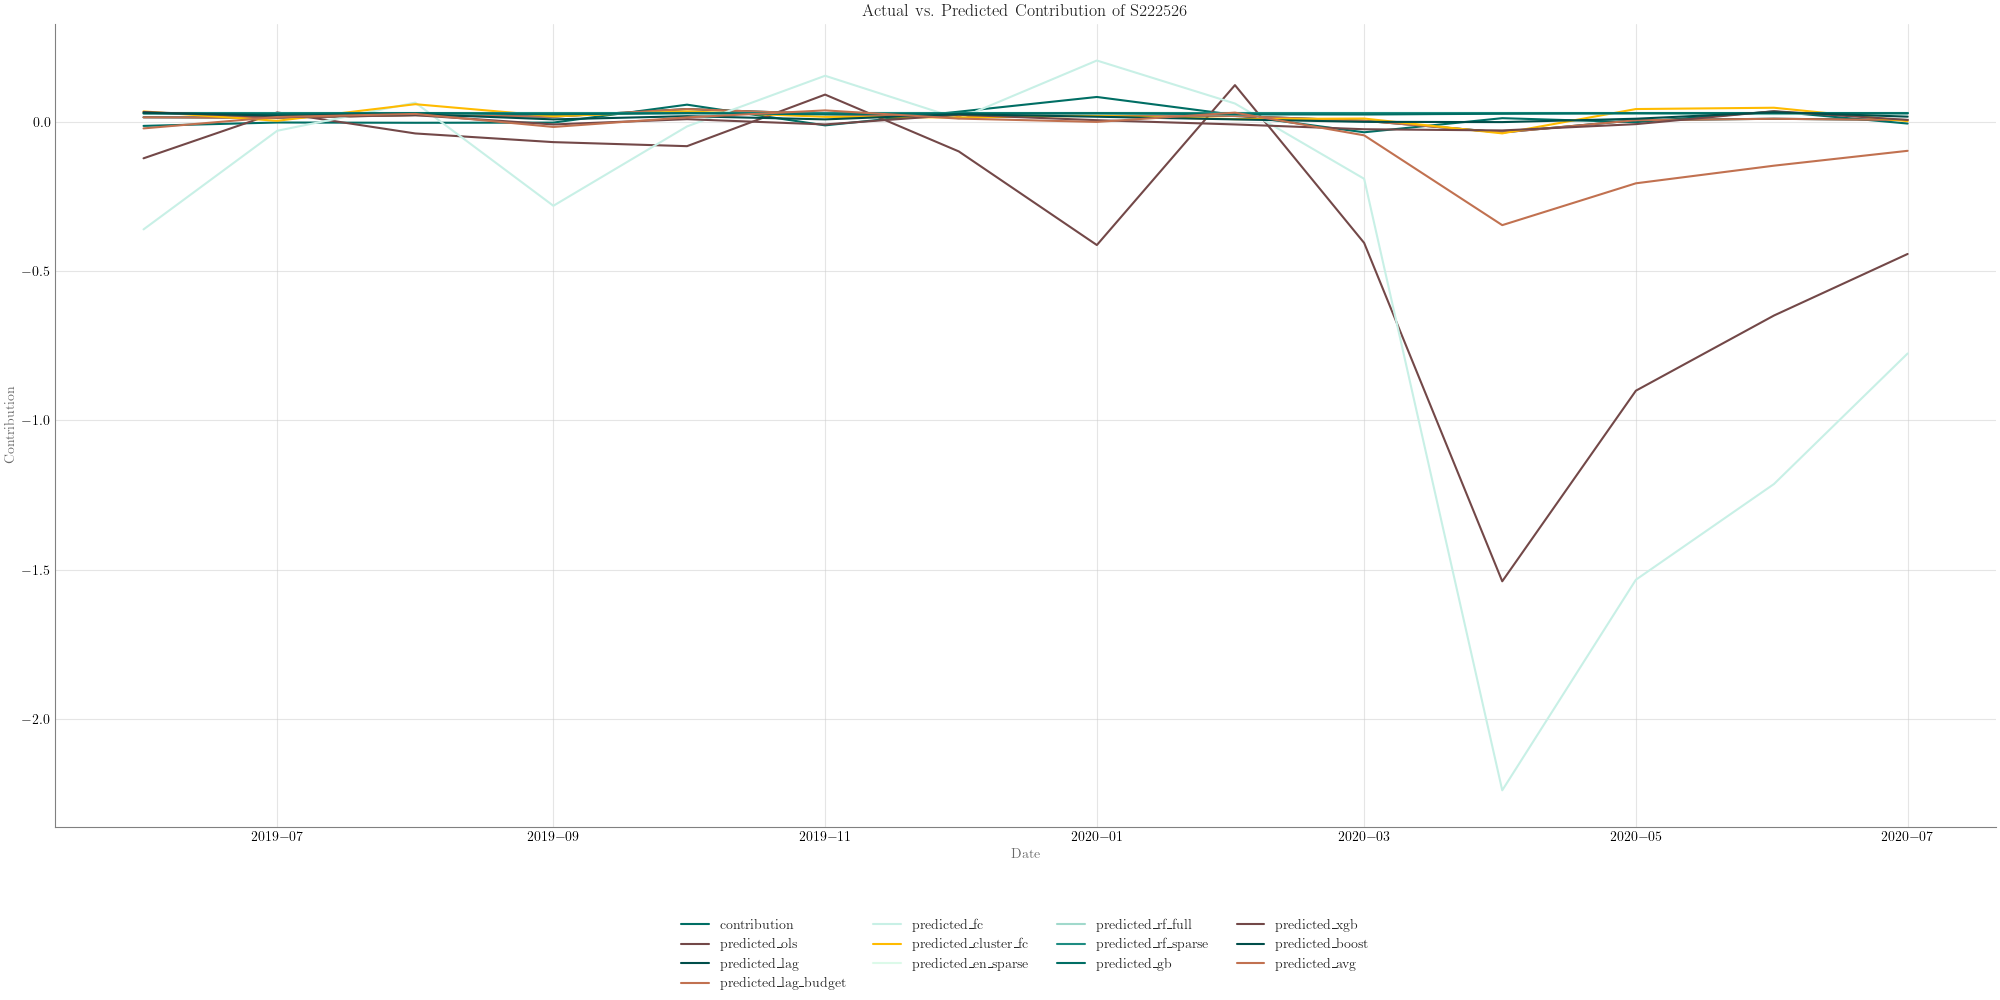 Actual vs. Predicted Contribution of S222526
Contribution
0.0
−0.5
−1.0
−1.5
−2.0
2019−07 2019−09 2019−11 2020−01 2020−03 2020−05 2020−07
Date
contribution predicted_fc predicted_rf_full predicted_xgb
predicted_ols predicted_cluster_fc predicted_rf_sparse predicted_boost
predicted_lag predicted_en_sparse predicted_gb predicted_avg
predicted_lag_budget